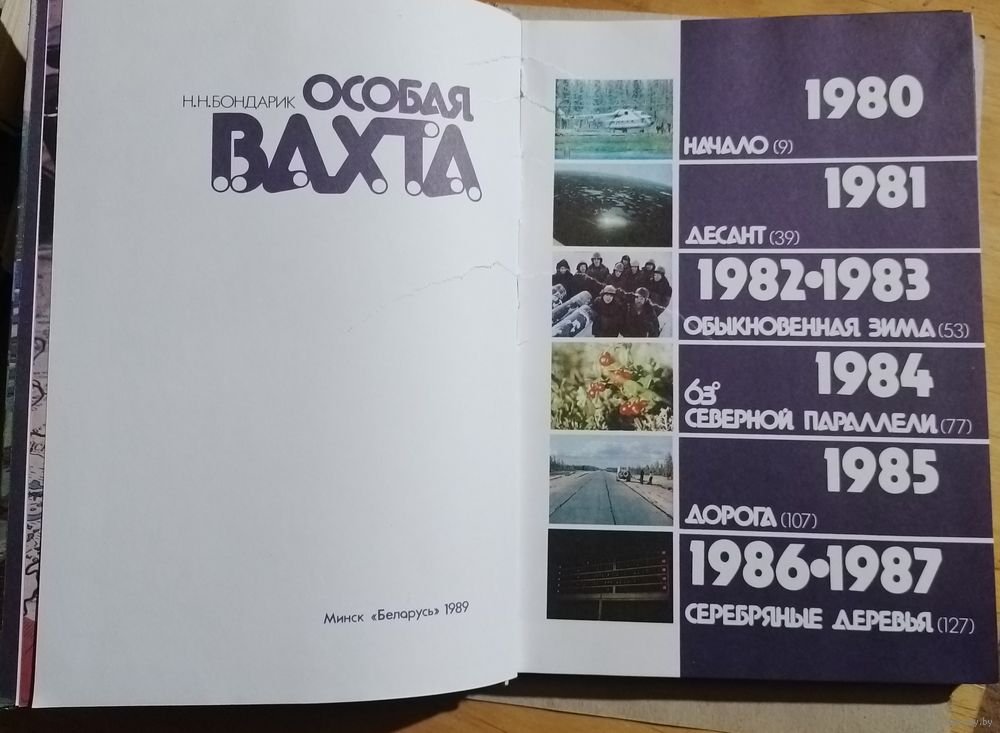 Н.Н.БОНДАРИК ОСОБАЯ
ВАХТА
Минск «Беларусь» 1989
1980
НАЧАЛО (9)
1981
ДЕСАНТ (39)
1982•1983
ОБЫКНОВЕННАЯ ЗИМА (53)
1984
63°
СЕВЕРНОЙ ПАРАЛЛЕЛИ (77)
1985
ДОРОГА (107)
1986•1987
СЕРЕБРЯНЫЕ ДЕРЕВЬЯ (127)